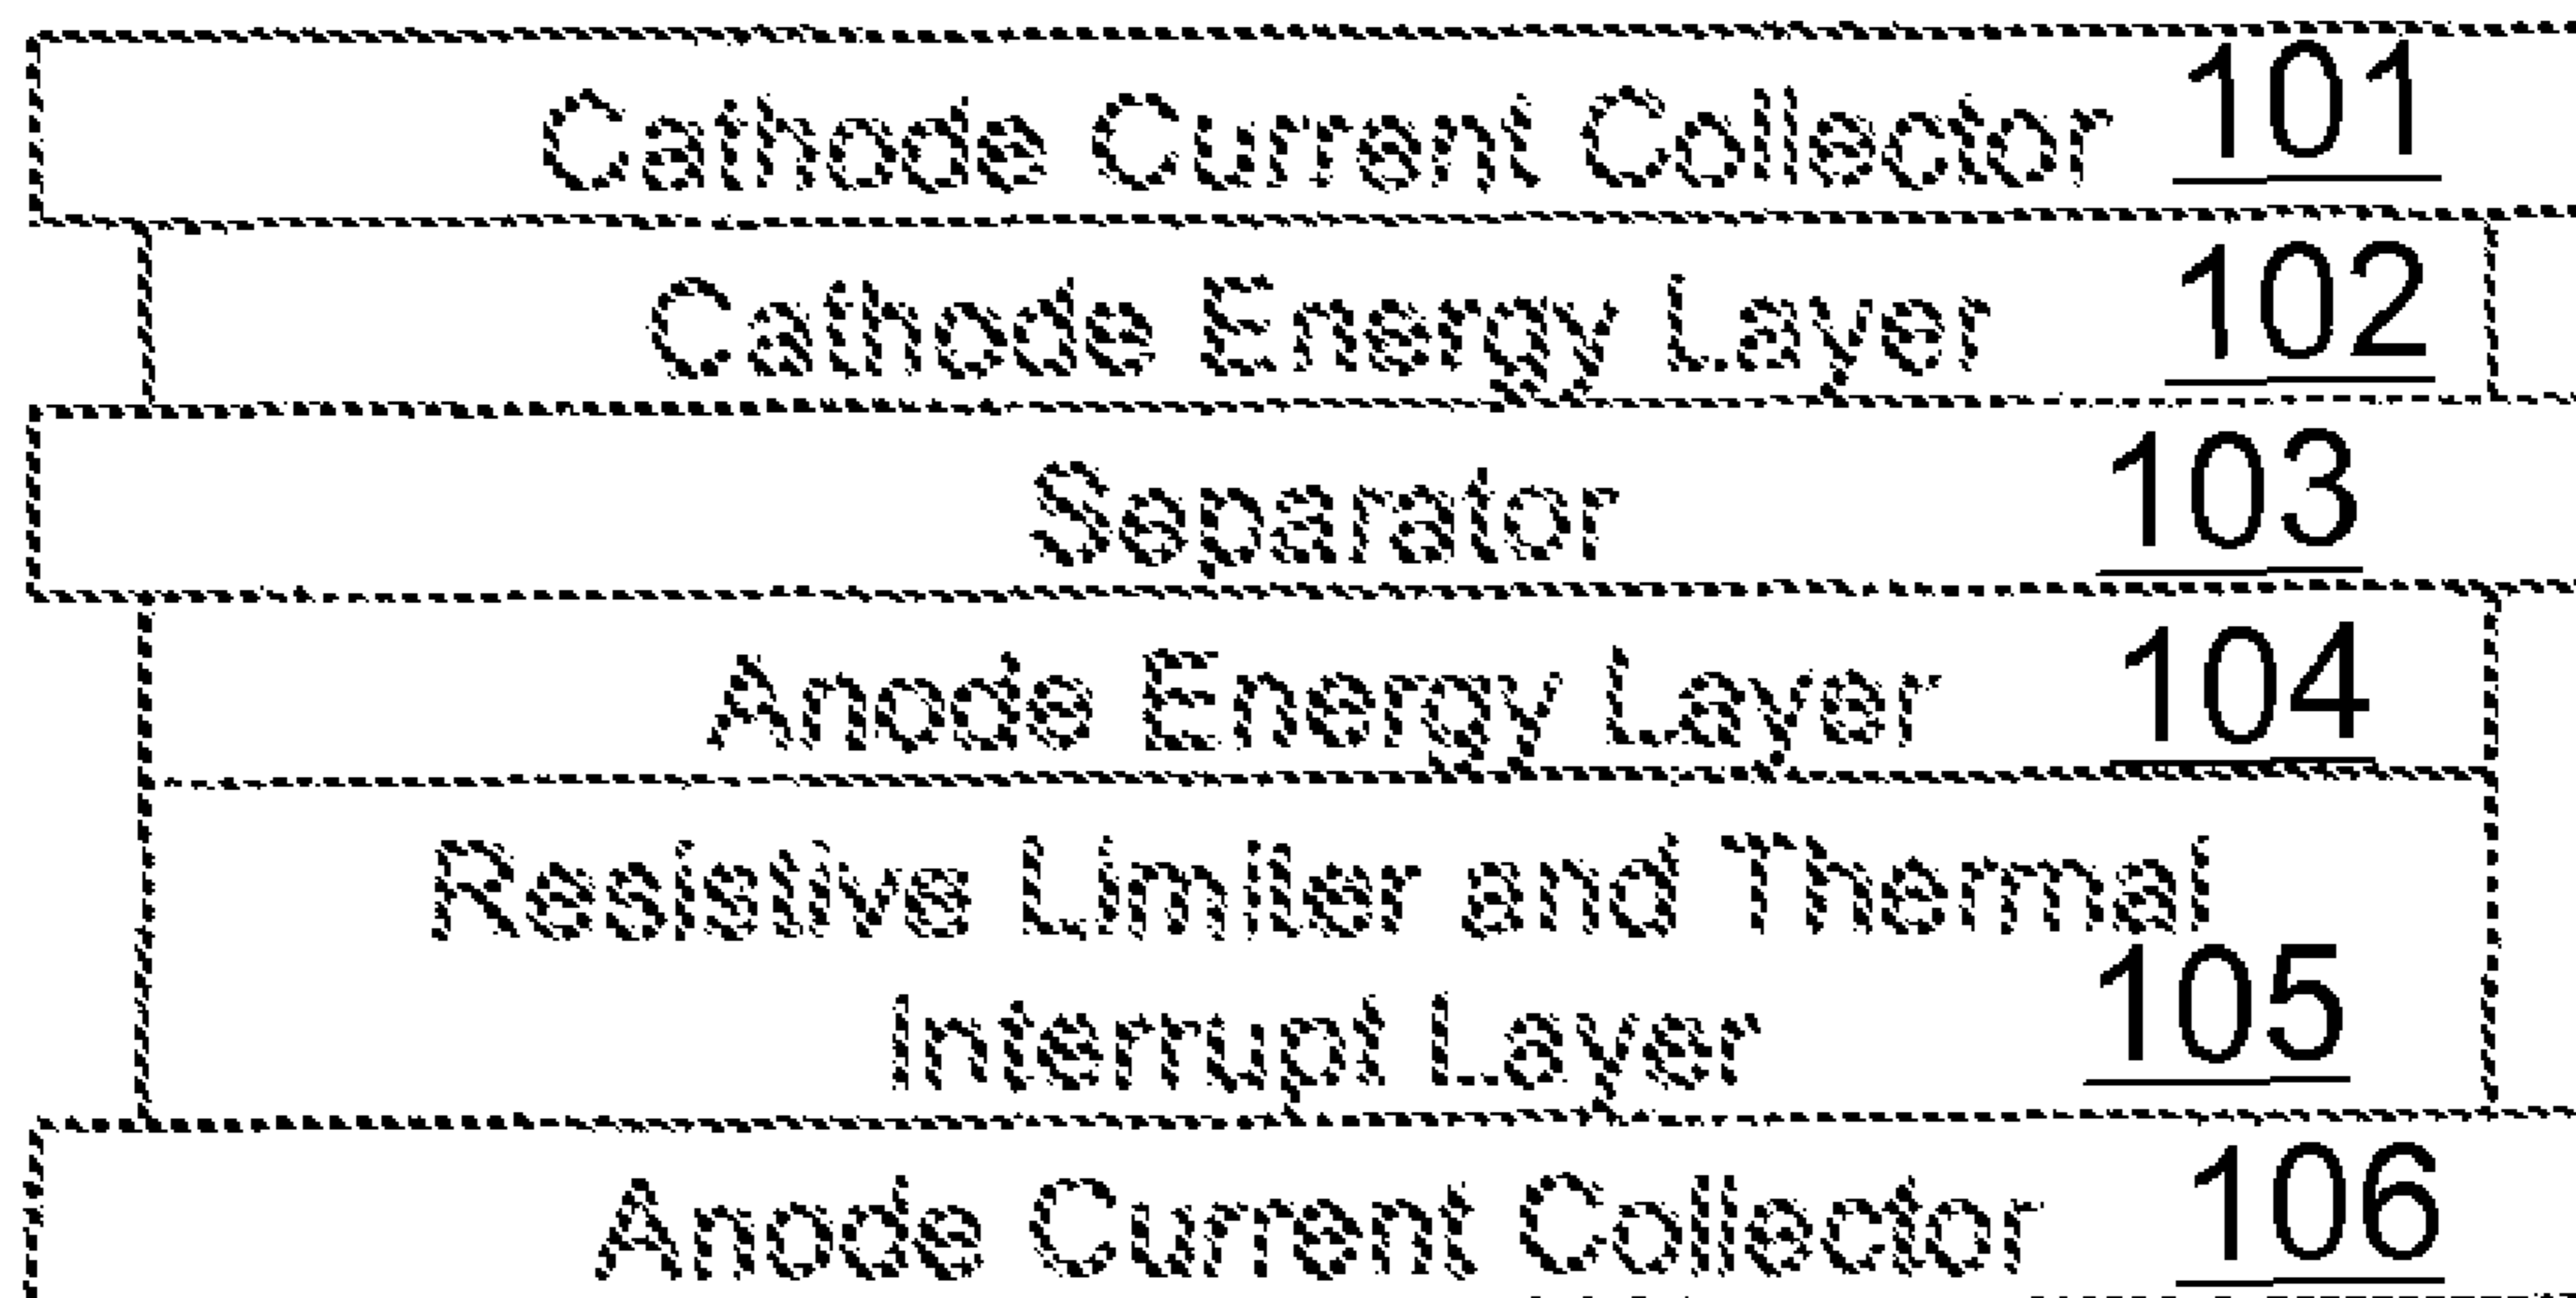 Cathode Current Collector 101
Cathode Energy Layer 102
Separator 103
Anode Energy Layer 104
Resistive Limiter and Thermal
Interrupt Layer 105
Anode Current Collector 106